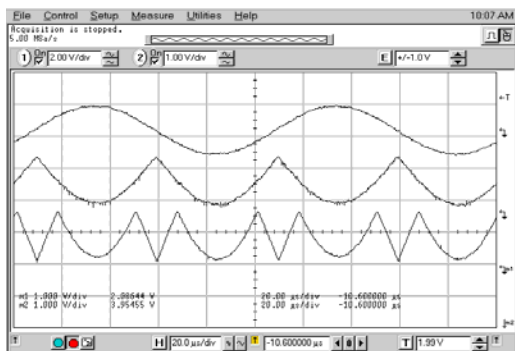 File Control Setup Measure Utilities Help 10:07 AM
Acquisition is stopped.
5.00 MSa/s
1 On 2.00 V/div 2 On 1.00 V/div E +/-1.0 V
T
m1 1.000 V/div 2.08644 V 20.00 µs/div -10.600000 µs
m2 1.000 V/div 3.95455 V 20.00 µs/div -10.600000 µs
H 20.0 µs/div T -10.600000 µs 0 T 1.99 V